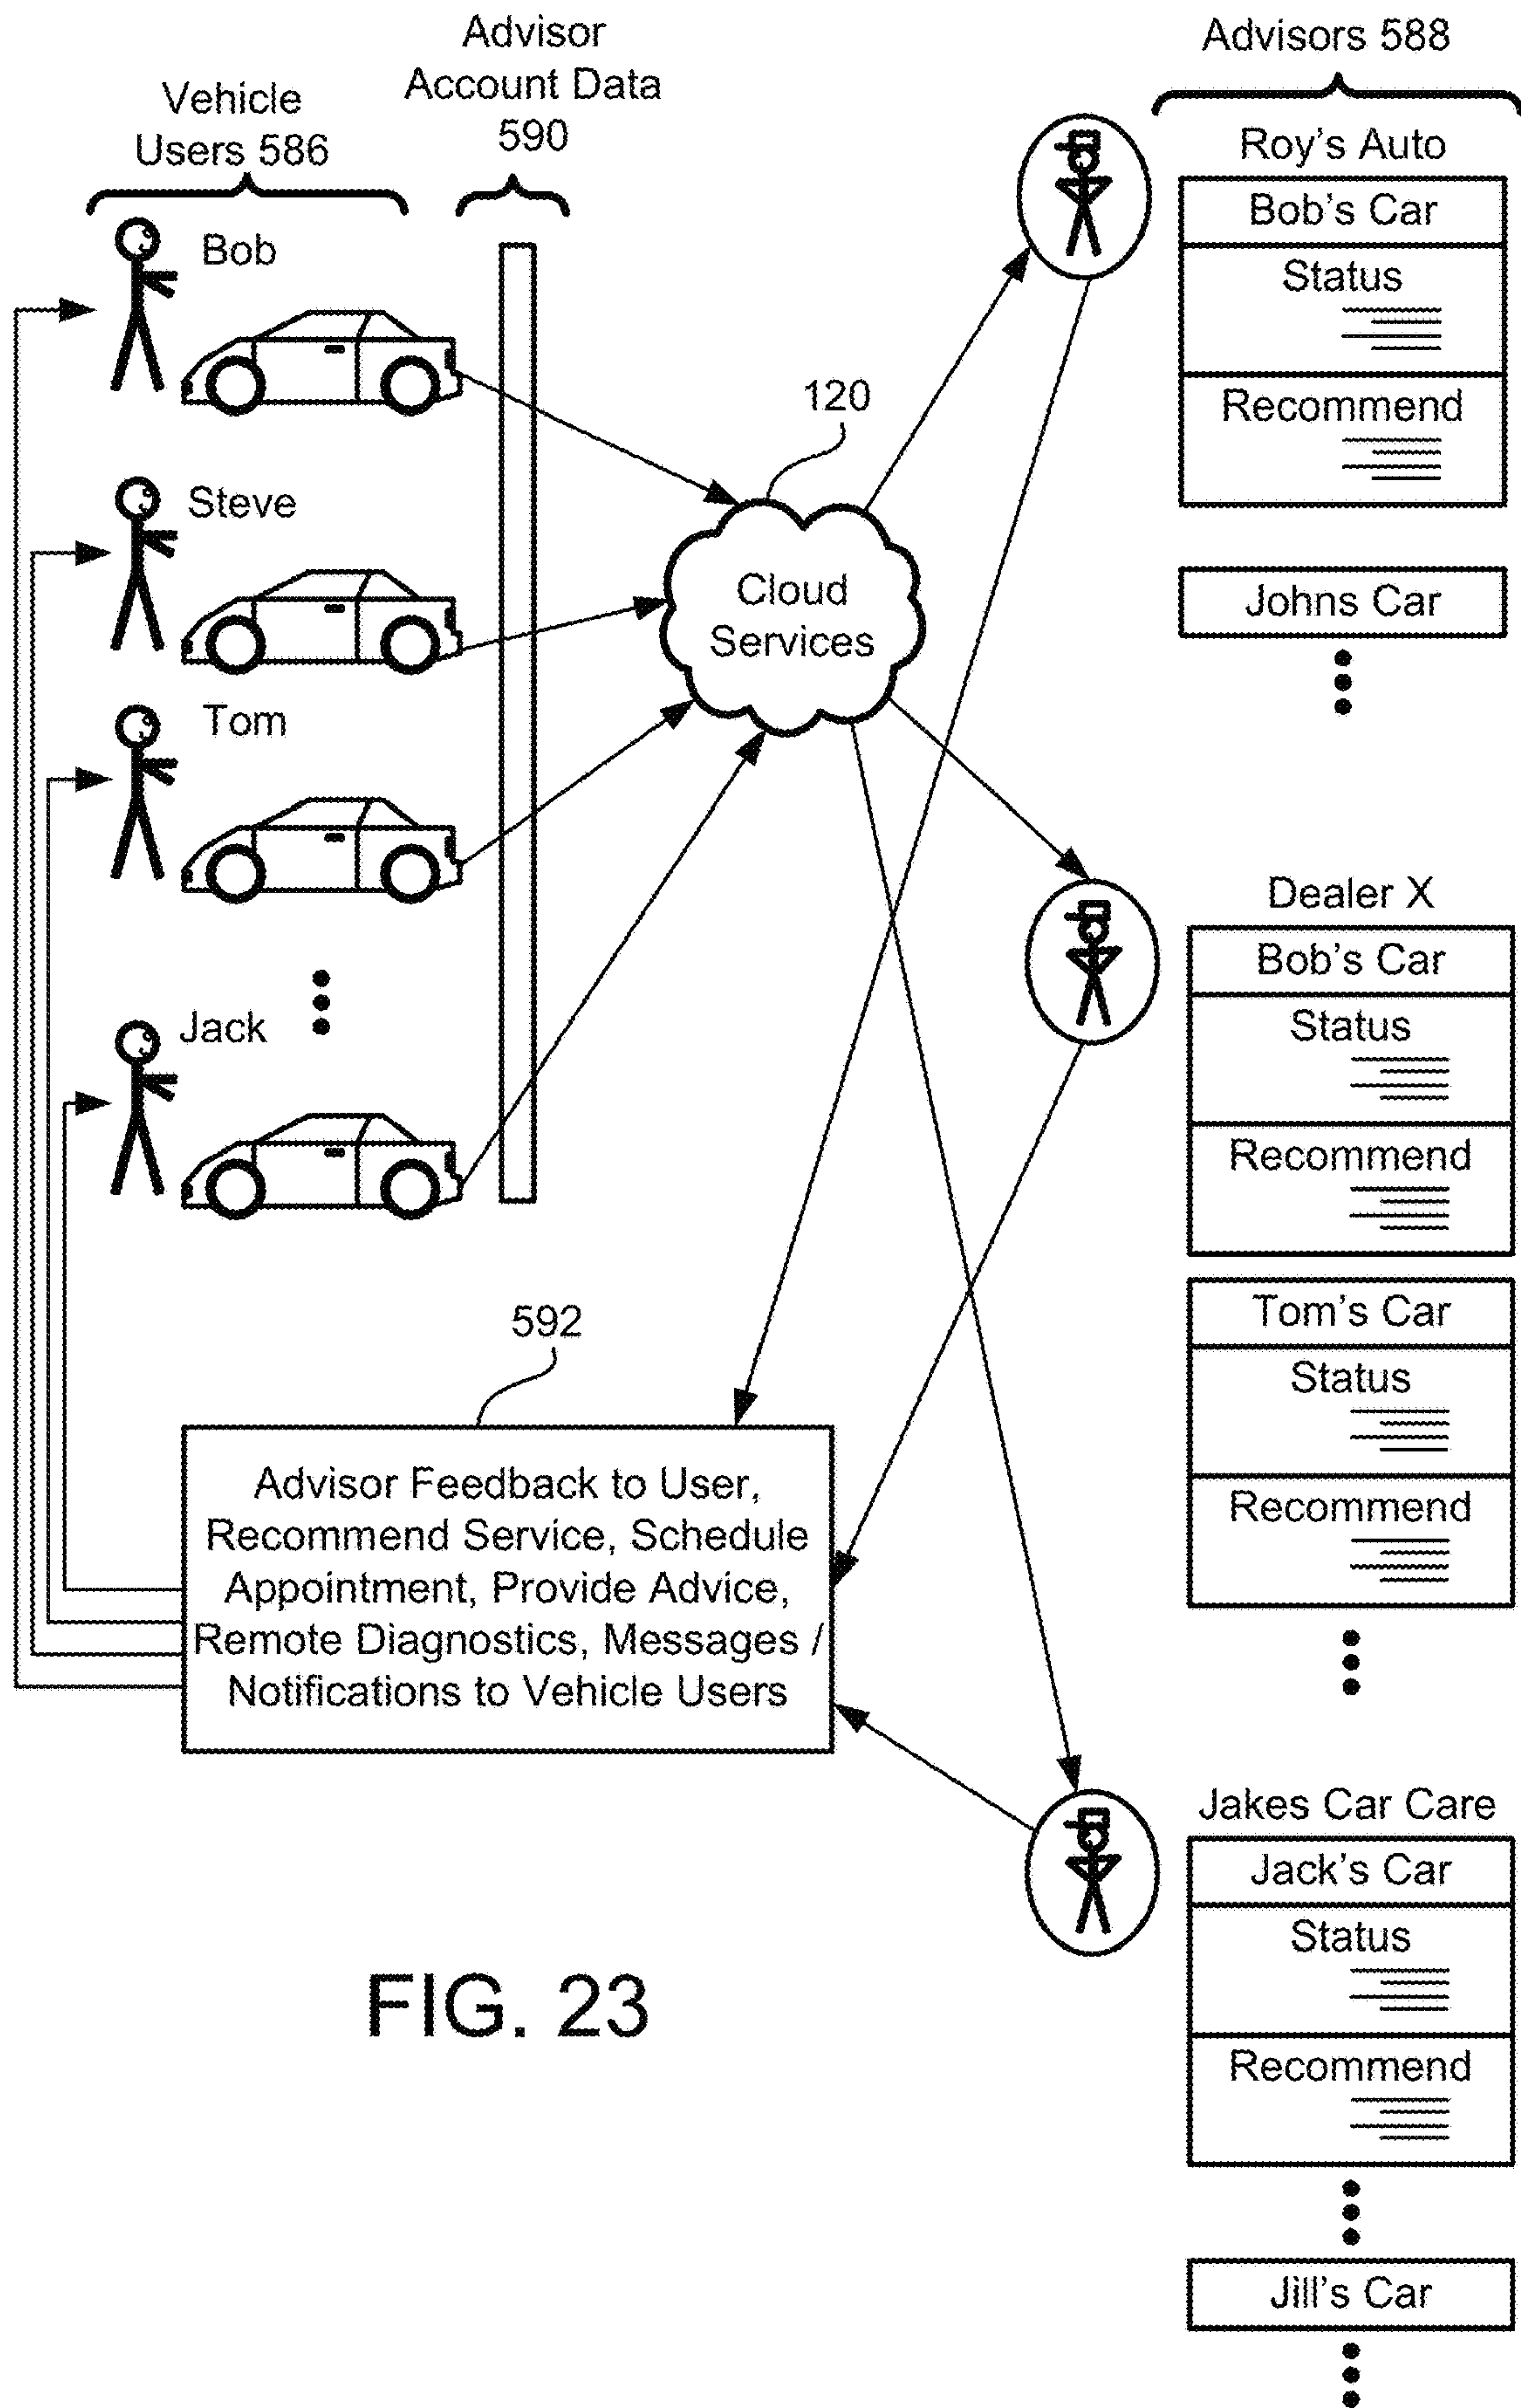 Vehicle
Users 586
Advisor
Account Data
590
Advisors 588
Bob
Steve
Tom
Jack
120
Cloud
Services
Roy's Auto
Bob's Car
Status
Recommend
Johns Car
Dealer X
Bob's Car
Status
Recommend
Tom's Car
Status
Recommend
Jakes Car Care
Jack's Car
Status
Recommend
Jill's Car
592
Advisor Feedback to User,
Recommend Service, Schedule
Appointment, Provide Advice,
Remote Diagnostics, Messages /
Notifications to Vehicle Users
FIG. 23